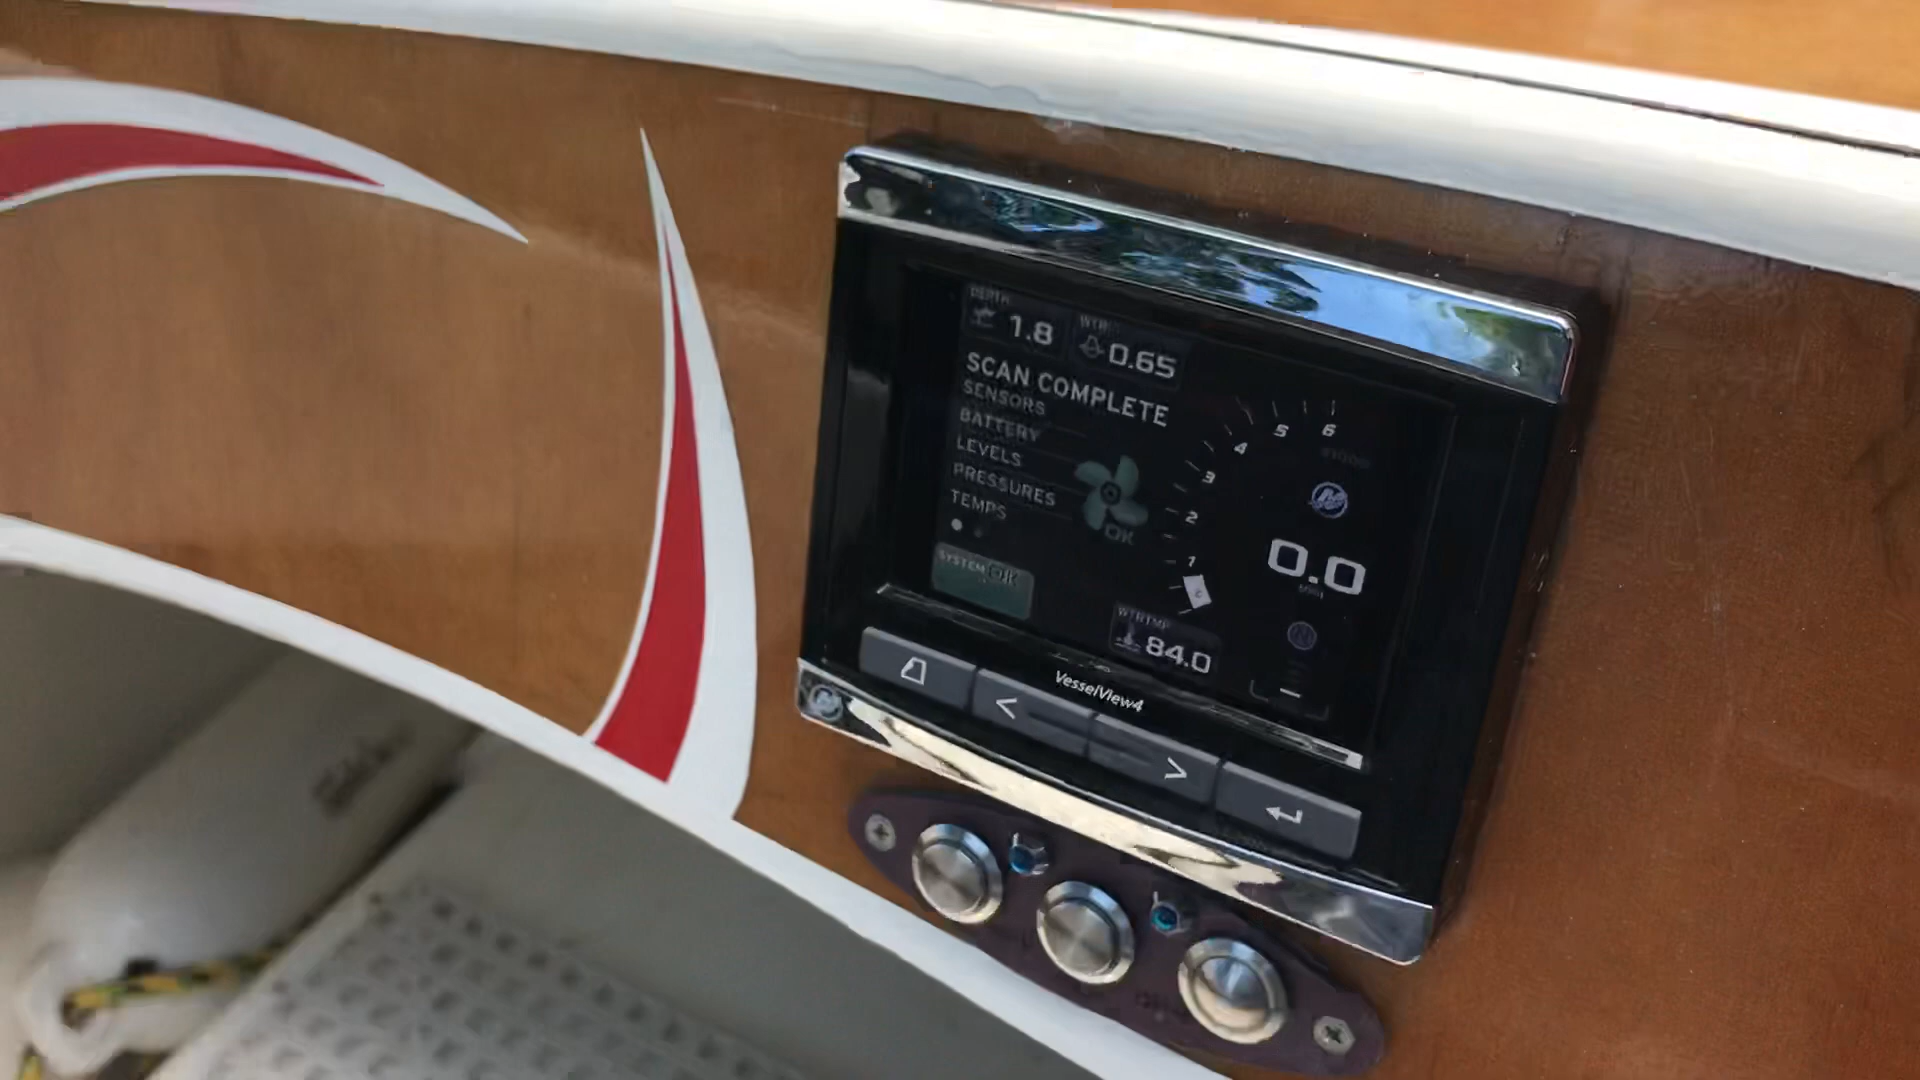 DEPTH
1.8
0.65
SCAN COMPLETE
SENSORS
BATTERY
LEVELS
PRESSURES
TEMPS
OK
SYSTEM OK
1
2
3
4
5
6
0.0
WTRTMP
84.0
VesselView4